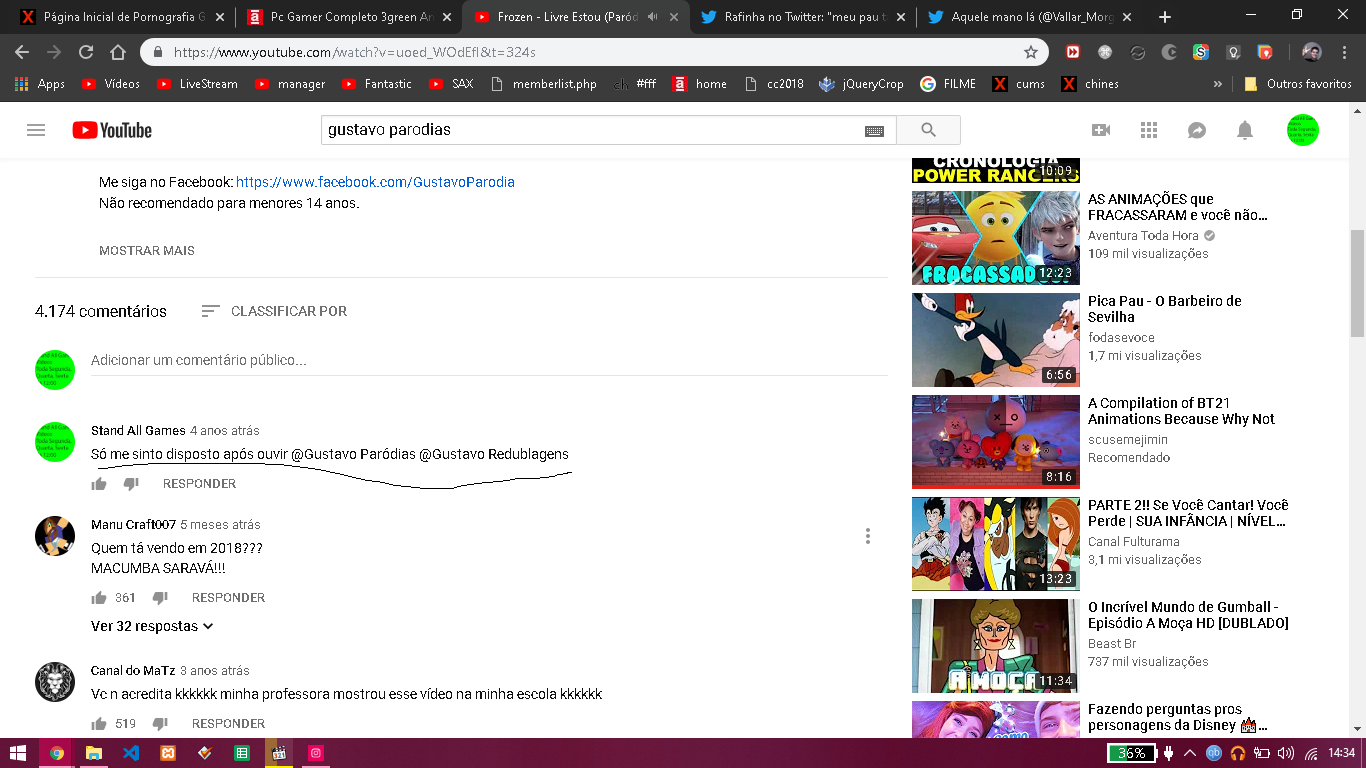 Página Inicial de Pornografia G
Pc Gamer Completo 3green Ar
Frozen - Livre Estou (Paród
Rafinha no Twitter: "meu pau t
Aquele mano lá (@Vallar_Morg
https://www.youtube.com/watch?v=uoed_WOdEfI&t=324s
Apps
Vídeos
LiveStream
manager
Fantastic
SAX
memberlist.php
ch
#fff
home
cc2018
jQueryCrop
FILME
cums
chines
»
Outros favoritos
YouTube
gustavo parodias
Me siga no Facebook: https://www.facebook.com/GustavoParodia
Não recomendado para menores 14 anos.
MOSTRAR MAIS
4.174 comentários
CLASSIFICAR POR
Adicionar um comentário público...
Stand All Games 4 anos atrás
Só me sinto disposto após ouvir @Gustavo Paródias @Gustavo Redublagens
RESPONDER
Manu Craft007 5 meses atrás
Quem tá vendo em 2018???
MACUMBA SARAVÁ!!!
361
RESPONDER
Ver 32 respostas
Canal do MaTz 3 anos atrás
Vc n acredita kkkkkk minha professora mostrou esse vídeo na minha escola kkkkkk
519
RESPONDER
CRONOLOGIA
POWER RANGERS
10:09
FRACASSADO
12:23
AS ANIMAÇÕES que
FRACASSARAM e você não...
Aventura Toda Hora
109 mil visualizações
6:56
Pica Pau - O Barbeiro de
Sevilha
fodasevoce
1,7 mi visualizações
8:16
A Compilation of BT21
Animations Because Why Not
scusemejimin
Recomendado
13:23
PARTE 2!! Se Você Cantar! Você
Perde | SUA INFÂNCIA | NÍVEL...
Canal Fulturama
3,1 mi visualizações
A MOÇA
11:34
O Incrível Mundo de Gumball -
Episódio A Moça HD [DUBLADO]
Beast Br
737 mil visualizações
Fazendo perguntas pros
personagens da Disney
36%
14:34